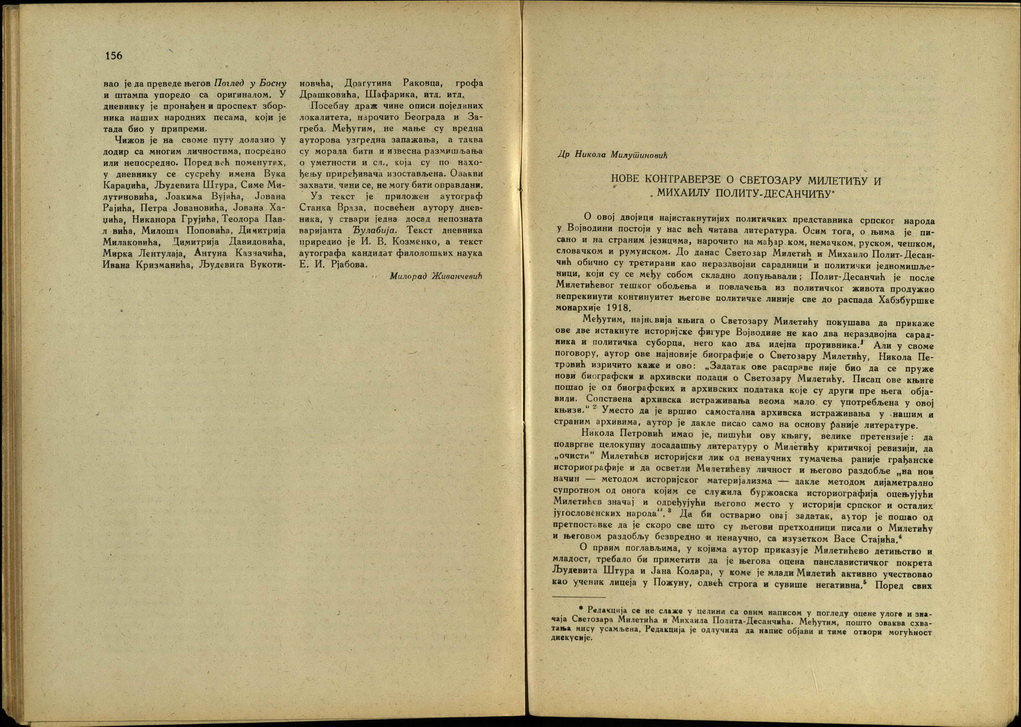 156
вао је да преведе његов Поглед у Босну
и штампа упоредо са оригиналом. У
дневнику је пронађен и проспект збор-
ника наших народних песама, који је
тада био у припреми.
Чижов је на своме путу долазио у
додир са многим личностима, посредно
или непосредно. Поред већ поменутих,
у дневнику се сусрећу имена Вука
Караџића, Људевита Штура, Симе Ми-
лутиновића, Јоакима Вујића, Јована
Рајића, Петра Јовановића, Јована Ха-
џића, Никанора Грујића, Теодора Пав-
л вића, Милоша Поповића, Димитрија
Милаковића, Димитрија Давидовића,
Мирка Лентулаја, Антуна Казначића,
Ивана Кризманића, Људевита Вукоти-
новића, Драгутина Раковца, грофа
Драшковића, Шафарика, итд. итд.
Посебну драж чине описи појединих
локалитета, нарочито Београда и За-
греба. Међутим, не мање су вредна
ауторова узгредна запажања, а таква
су морала бити и извесна размишљања
о уметности и сл., која су по нахо-
ђењу приређивача изостављена. Овакви
захвати, чини се, не могу бити оправдани.
Уз текст је приложен аутограф
Станка Враза, посвећен аутору днев-
ника, у ствари једна досад непозната
варијанта Ђулабија. Текст дневника
приредио је И. В. Козменко, а текст
аутографа кандидат филолошких наука
Е. И. Рјабова.
Милорад Живанчевић
Др Никола Милутиновић
НОВЕ КОНТРАВЕРЗЕ О СВЕТОЗАРУ МИЛЕТИЋУ И
МИХАИЛУ ПОЛИТУ-ДЕСАНЧИЋУ*
О овој двојици најистакнутијих политичких представника српског народа
у Војводини постоји у нас већ читава литература. Осим тога, о њима је пи-
сано и на страним језицима, нарочито на мађар ком, немачком, руском, чешком,
словачком и румунском. До данас Светозар Милетић и Михаило Полит-Десан-
чић обично су третирани као нераздвојни сарадници и политички једномишље-
ници, који су се међу собом складно допуњавали; Полит-Десанчић је после
Милетићевог тешког обољења и повлачења из политичког живота продужио
непрекинути континуитет његове политичке линије све до распада Хабзбуршке
монархије 1918.
Међутим, најновија књига о Светозару Милетићу покушава да прикаже
ове две истакнуте историјске фигуре Војводине не као два нераздвојна сарад-
ника и политичка суборца, него као два идејна противника.¹ Али у своме
поговору, аутор ове најновије биографије о Светозару Милетићу, Никола Пе-
тровић изричито каже и ово: „Задатак ове расправе није био да се пруже
нови биографски и архивски подаци о Светозару Милетићу. Писац ове књиге
пошао је од биографских и архивских података које су други пре њега обја-
вили. Сопствена архивска истраживања веома мало су употребљена у овој
књизи." ² Уместо да је вршио самостална архивска истраживања у нашим и
страним архивима, аутор је дакле писао само на основу раније литературе.
Никола Петровић имао је, пишући ову књигу, велике претензије: да
подвргне целокупну досадашњу литературу о Милетићу критичкој ревизији, да
„очисти" Милетићев историјски лик од ненаучних тумачења раније грађанске
историографије и да осветли Милетићеву личност и његово раздобље „на нов
начин — методом историјског материјализма — дакле методом дијаметрално
супротном од онога којим се служила буржоаска историографија оцењујући
Милетићев значај и одређујући његово место у историји српског и осталих
југословенских народа".³ Да би остварио овај задатак, аутор је пошао од
претпоставке да је скоро све што су његови претходници писали о Милетићу
и његовом раздобљу безвредно и ненаучно, са изузетком Васе Стајића.⁴
О првим поглављима, у којима аутор приказује Милетићево детињство и
младост, требало би приметити да је његова оцена панславистичког покрета
Људевита Штура и Јана Колара, у коме је млади Милетић активно учествовао
као ученик лицеја у Пожуну, одвећ строга и сувише негативна.⁵ Поред свих
* Редакција се не слаже у целини са овим написом у погледу оцене улоге и зна-
чаја Светозара Милетића и Михаила Полита-Десанчића. Међутим, пошто оваква схва-
тања нису усамљена, Редакција је одлучила да напис објави и тиме отвори могућност
дискусије.